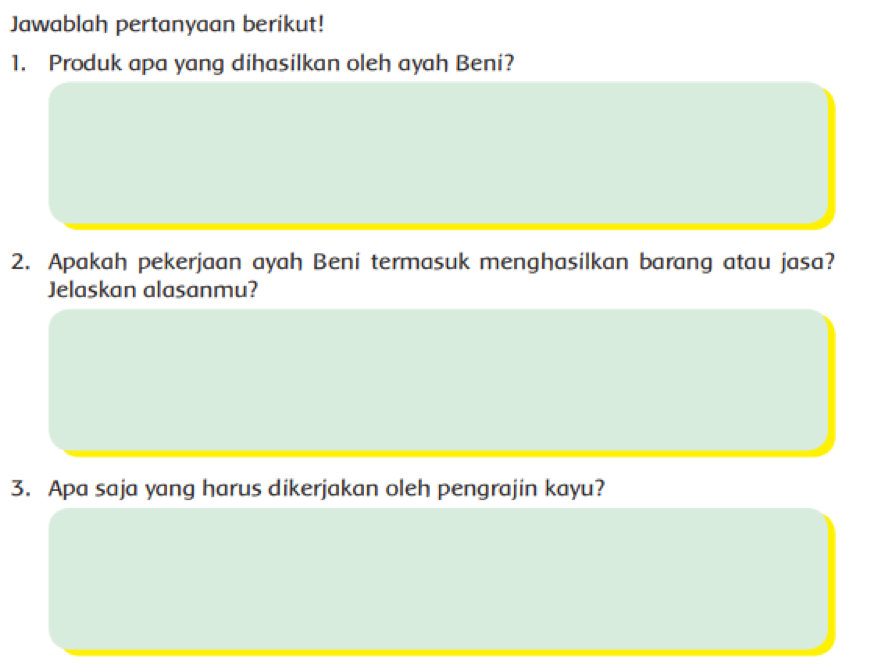 Jawablah pertanyaan berikut!
1. Produk apa yang dihasilkan oleh ayah Beni?
2. Apakah pekerjaan ayah Beni termasuk menghasilkan barang atau jasa?
Jelaskan alasanmu?
3. Apa saja yang harus dikerjakan oleh pengrajin kayu?